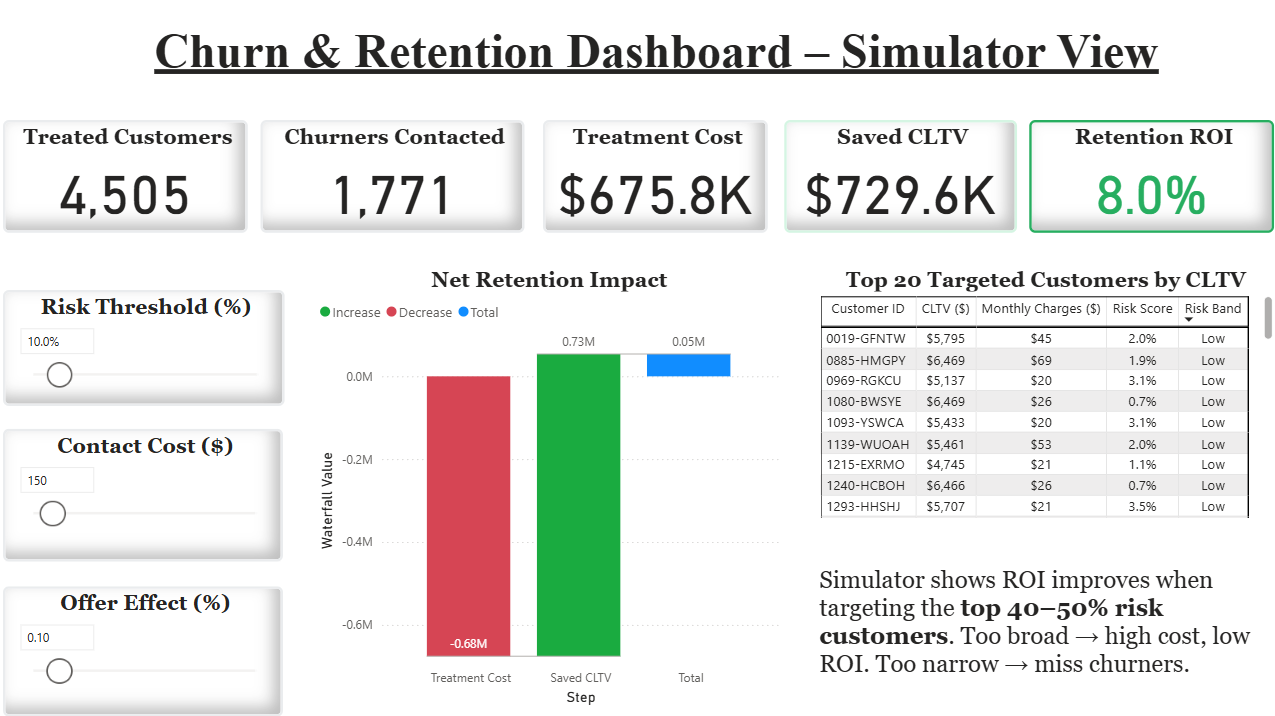 Churn & Retention Dashboard – Simulator View
Treated Customers
4,505
Churners Contacted
1,771
Treatment Cost
$675.8K
Saved CLTV
$729.6K
Retention ROI
8.0%
Risk Threshold (%)
10.0%
Contact Cost ($)
150
Offer Effect (%)
0.10
Net Retention Impact
Increase Decrease Total
Waterfall Value
0.0M
-0.2M
-0.4M
-0.6M
-0.68M
0.73M
0.05M
Treatment Cost Saved CLTV Total
Step
Top 20 Targeted Customers by CLTV
Customer ID CLTV ($) Monthly Charges ($) Risk Score Risk Band
0019-GFNTW $5,795 $45 2.0% Low
0885-HMGPY $6,469 $69 1.9% Low
0969-RGKCU $5,137 $20 3.1% Low
1080-BWSYE $6,469 $26 0.7% Low
1093-YSWCA $5,433 $20 3.1% Low
1139-WUOAH $5,461 $53 2.0% Low
1215-EXRMO $4,745 $21 1.1% Low
1240-HCBOH $6,466 $26 0.7% Low
1293-HHSHJ $5,707 $21 3.5% Low
Simulator shows ROI improves when
targeting the top 40–50% risk
customers. Too broad → high cost, low
ROI. Too narrow → miss churners.